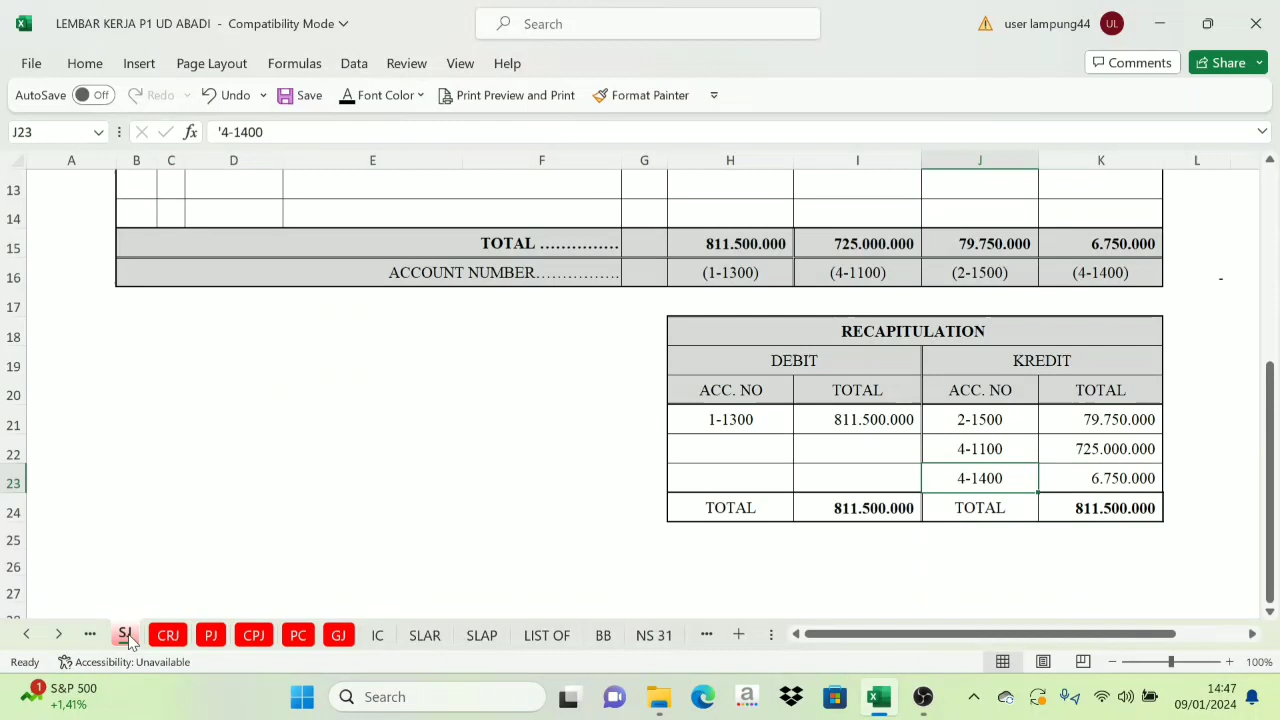 LEMBAR KERJA P1 UD ABADI - Compatibility Mode
Search
user lampung44 UL
File Home Insert Page Layout Formulas Data Review View Help
Comments Share
AutoSave Off Redo Undo Save Font Color Print Preview and Print Format Painter
J23 fx '4-1400
A B C D E F G H I J K L
13
14
15 TOTAL …………… 811.500.000 725.000.000 79.750.000 6.750.000
16 ACCOUNT NUMBER…………… (1-1300) (4-1100) (2-1500) (4-1400) -
17
18 RECAPITULATION
19 DEBIT KREDIT
20 ACC. NO TOTAL ACC. NO TOTAL
21 1-1300 811.500.000 2-1500 79.750.000
22 4-1100 725.000.000
23 4-1400 6.750.000
24 TOTAL 811.500.000 TOTAL 811.500.000
25
26
27
SJ CRJ PJ CPJ PC GJ IC SLAR SLAP LIST OF BB NS 31
Ready Accessibility: Unavailable 100%
1 S&P 500
+1,41%
Search
a
14:47
09/01/2024